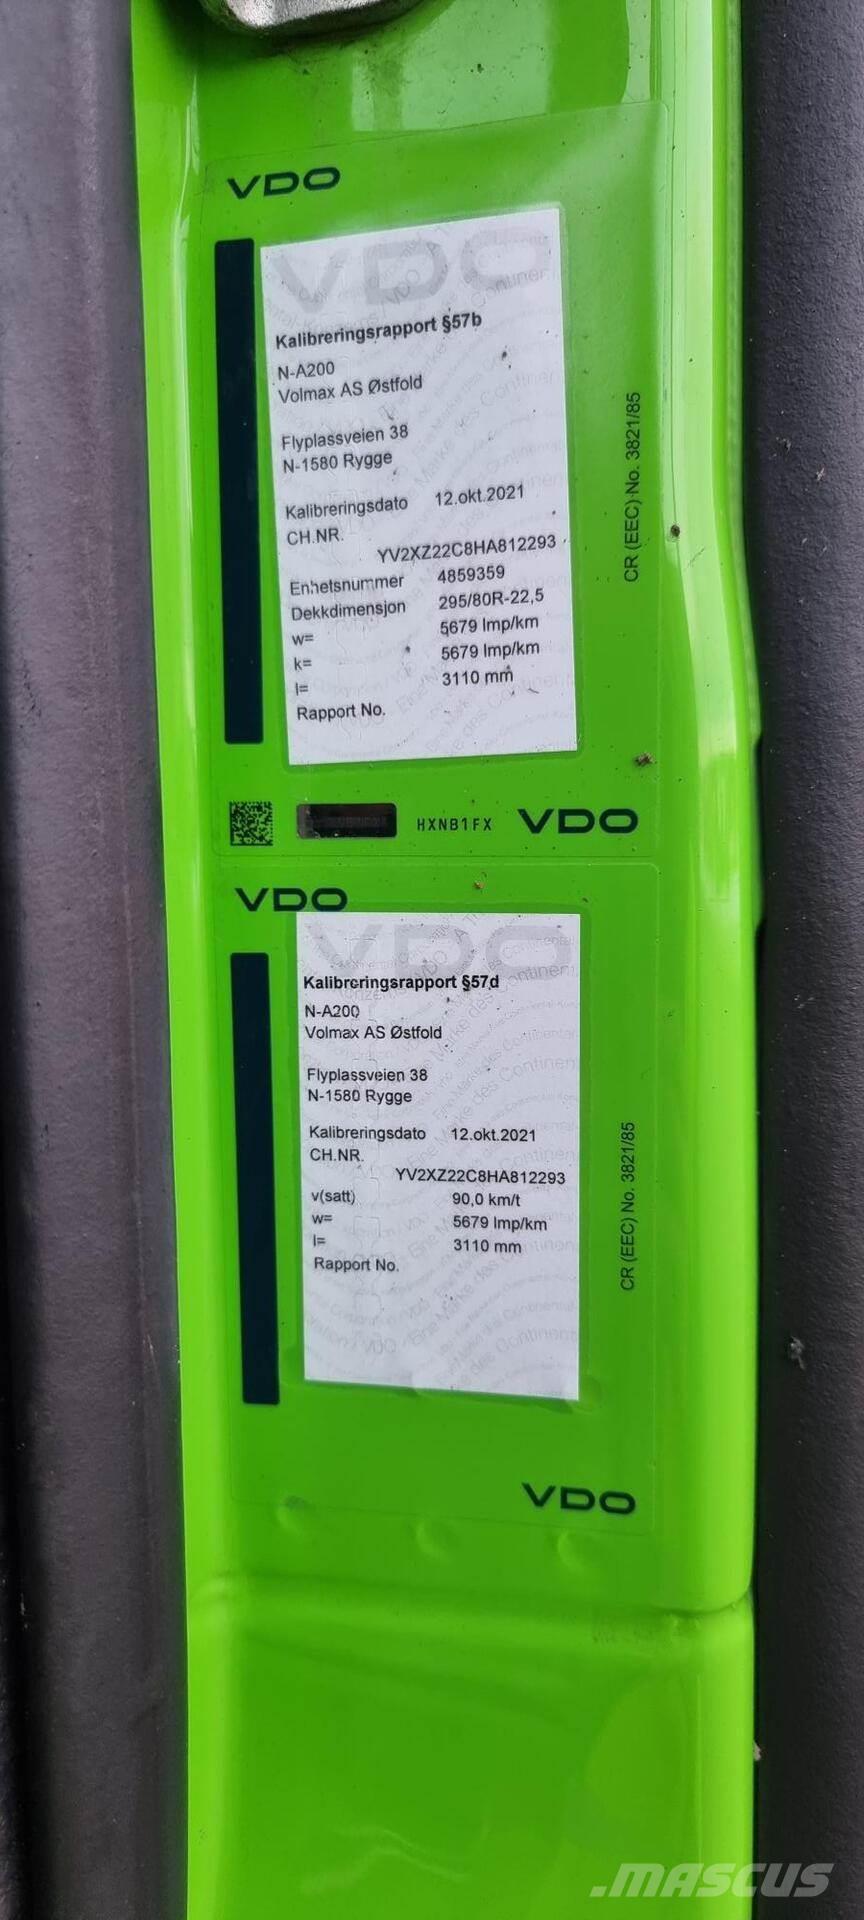 VDO
VDO
Kalibreringsrapport §57b
N-A200
Volmax AS Østfold
Flyplassveien 38
N-1580 Rygge
Kalibreringsdato 12.okt.2021
CH.NR.
YV2XZ22C8HA812293
Enhetsnummer 4859359
Dekkdimensjon 295/80R-22,5
w= 5679 Imp/km
k= 5679 Imp/km
l= 3110 mm
Rapport No.
CR (EEC) No. 3821/85
HXNB1FX VDO
VDO
VDO
Kalibreringsrapport §57d
N-A200
Volmax AS Østfold
Flyplassveien 38
N-1580 Rygge
Kalibreringsdato 12.okt.2021
CH.NR.
YV2XZ22C8HA812293
v(satt) 90,0 km/t
w= 5679 Imp/km
l= 3110 mm
Rapport No.
CR (EEC) No. 3821/85
VDO
.MASCUS